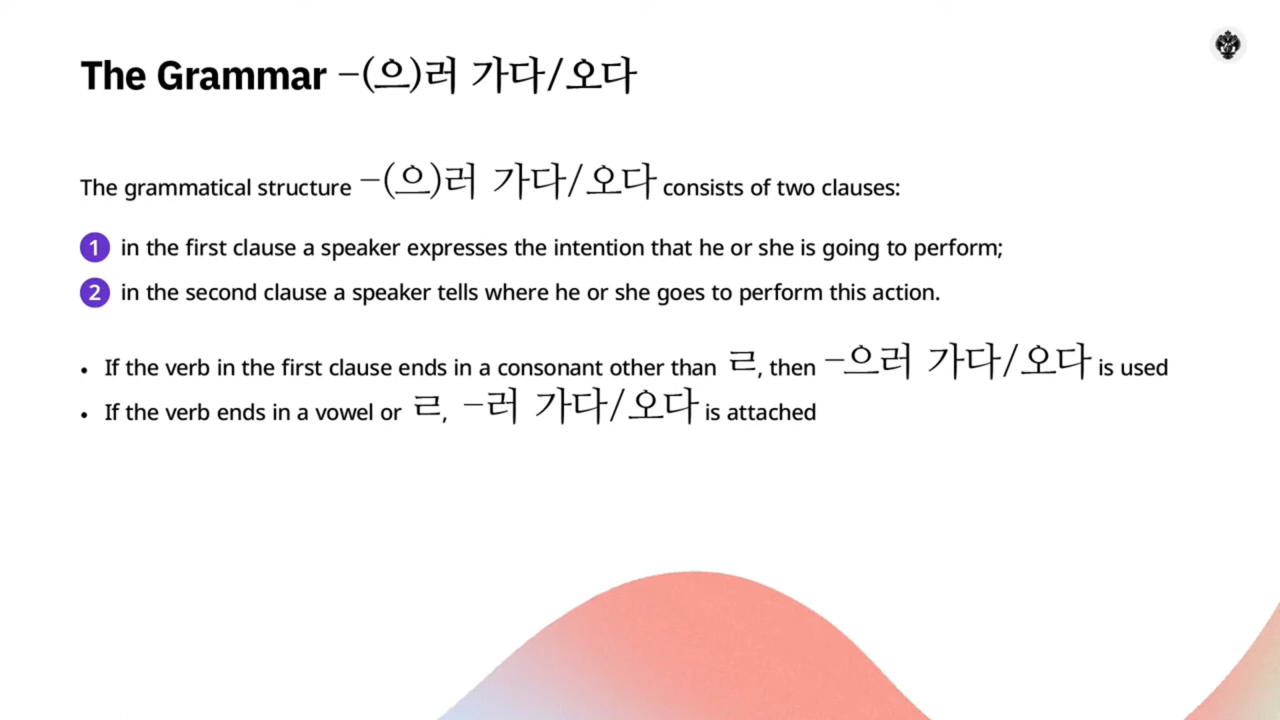 The Grammar –(으)러 가다/오다
The grammatical structure –(으)러 가다/오다 consists of two clauses:
1 in the first clause a speaker expresses the intention that he or she is going to perform;
2 in the second clause a speaker tells where he or she goes to perform this action.
• If the verb in the first clause ends in a consonant other than ㄹ, then –으러 가다/오다 is used
• If the verb ends in a vowel or ㄹ, –러 가다/오다 is attached